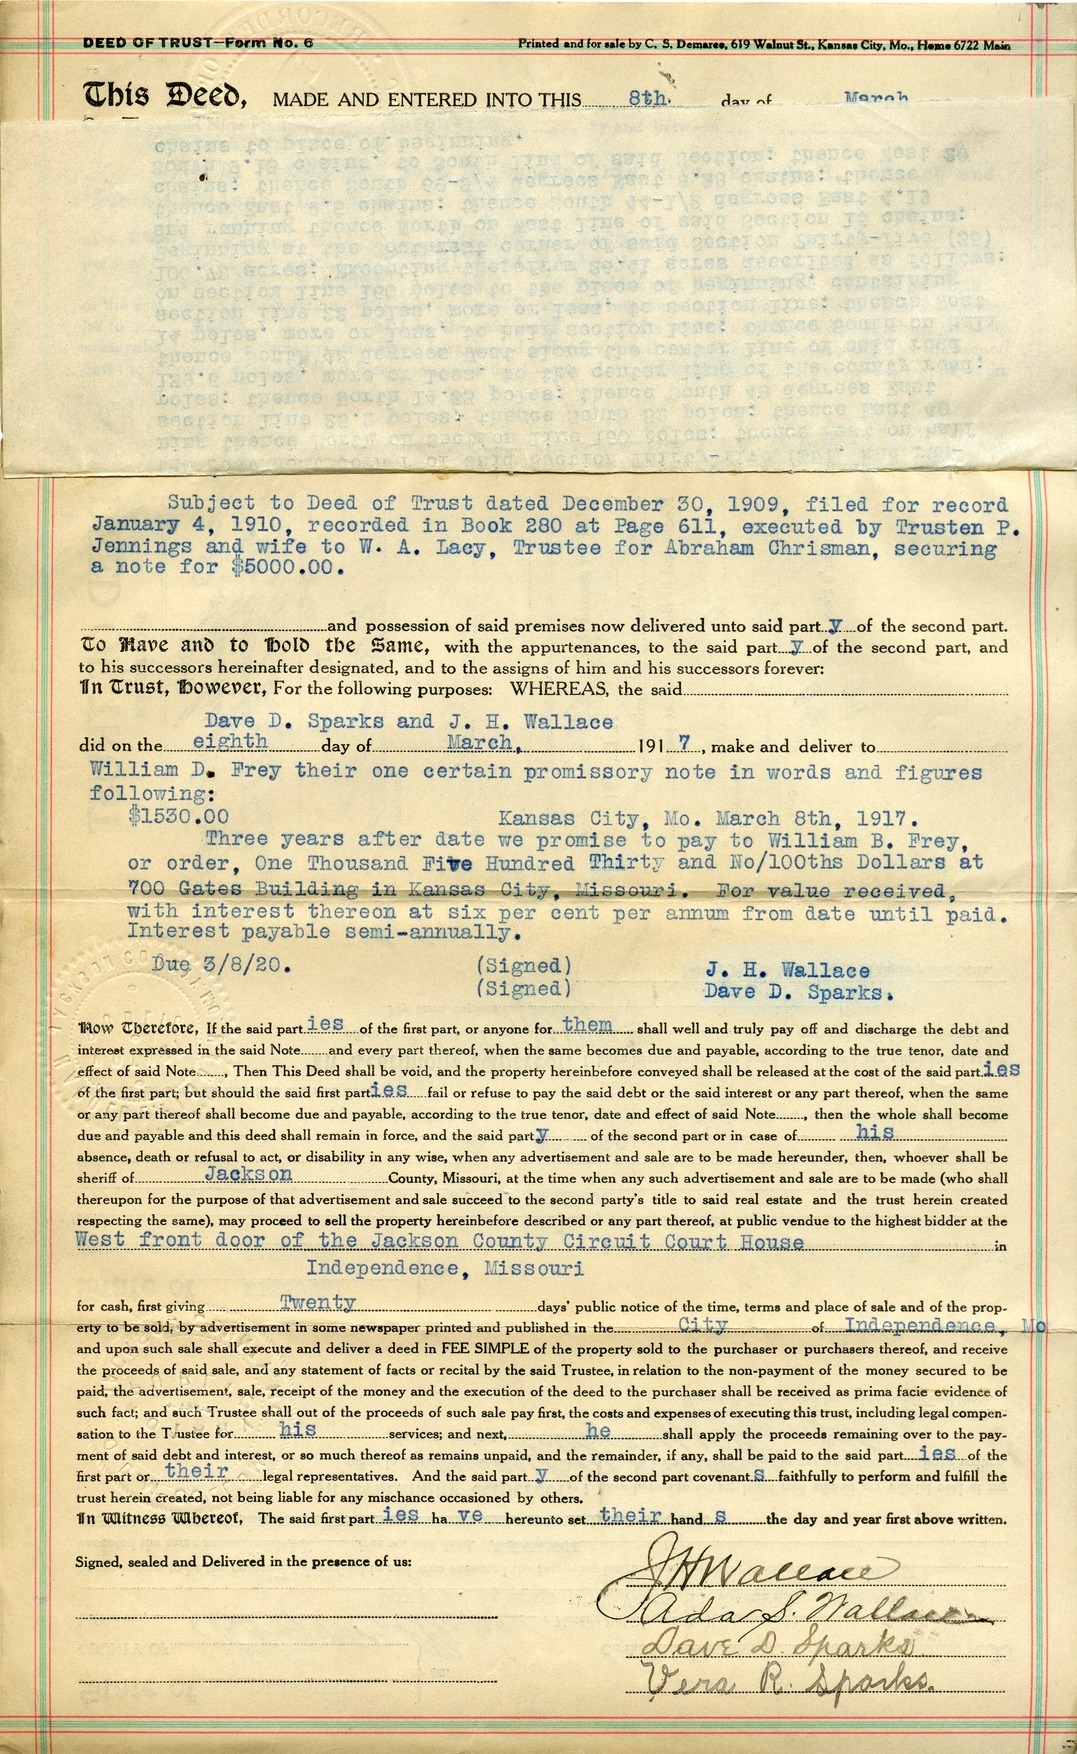 DEED OF TRUST—Form No. 6 Printed and for sale by C. S. Demaree, 619 Walnut St., Kansas City, Mo., Home 6722 Main
This Deed, MADE AND ENTERED INTO THIS 8th day of March
Subject to Deed of Trust dated December 30, 1909, filed for record
January 4, 1910, recorded in Book 280 at Page 611, executed by Trusten P.
Jennings and wife to W. A. Lacy, Trustee for Abraham Chrisman, securing
a note for $5000.00.
and possession of said premises now delivered unto said part y of the second part.
To Have and to Hold the Same, with the appurtenances, to the said part y of the second part, and
to his successors hereinafter designated, and to the assigns of him and his successors forever:
In Trust, However, For the following purposes: WHEREAS, the said
Dave D. Sparks and J. H. Wallace
did on the eighth day of March, 191 7, make and deliver to
William D. Frey their one certain promissory note in words and figures
following:
$1530.00 Kansas City, Mo. March 8th, 1917.
Three years after date we promise to pay to William B. Frey,
or order, One Thousand Five Hundred Thirty and No/100ths Dollars at
700 Gates Building in Kansas City, Missouri. For value received,
with interest thereon at six per cent per annum from date until paid.
Interest payable semi-annually.
Due 3/8/20. (Signed) J. H. Wallace
(Signed) Dave D. Sparks.
Now Therefore, If the said part ies of the first part, or anyone for them shall well and truly pay off and discharge the debt and
interest expressed in the said Note and every part thereof, when the same becomes due and payable, according to the true tenor, date and
effect of said Note, Then This Deed shall be void, and the property hereinbefore conveyed shall be released at the cost of the said part ies
of the first part; but should the said first part ies fail or refuse to pay the said debt or the said interest or any part thereof, when the same
or any part thereof shall become due and payable, according to the true tenor, date and effect of said Note, then the whole shall become
due and payable and this deed shall remain in force, and the said part y of the second part or in case of his
absence, death or refusal to act, or disability in any wise, when any advertisement and sale are to be made hereunder, then, whoever shall be
sheriff of Jackson County, Missouri, at the time when any such advertisement and sale are to be made (who shall
thereupon for the purpose of that advertisement and sale succeed to the second party's title to said real estate and the trust herein created
respecting the same), may proceed to sell the property hereinbefore described or any part thereof, at public vendue to the highest bidder at the
West front door of the Jackson County Circuit Court House in
Independence, Missouri
for cash, first giving Twenty days' public notice of the time, terms and place of sale and of the prop-
erty to be sold, by advertisement in some newspaper printed and published in the City of Independence, Mo
and upon such sale shall execute and deliver a deed in FEE SIMPLE of the property sold to the purchaser or purchasers thereof, and receive
the proceeds of said sale, and any statement of facts or recital by the said Trustee, in relation to the non-payment of the money secured to be
paid, the advertisement, sale, receipt of the money and the execution of the deed to the purchaser shall be received as prima facie evidence of
such fact; and such Trustee shall out of the proceeds of such sale pay first, the costs and expenses of executing this trust, including legal compen-
sation to the Trustee for his services; and next, he shall apply the proceeds remaining over to the pay-
ment of said debt and interest, or so much thereof as remains unpaid, and the remainder, if any, shall be paid to the said part ies of the
first part or their legal representatives. And the said part y of the second part covenant s faithfully to perform and fulfill the
trust herein created, not being liable for any mischance occasioned by others.
In Witness Whereof, The said first part ies ha ve hereunto set their hand s the day and year first above written.
Signed, sealed and Delivered in the presence of us:
J H Wallace
Ada S. Wallace
Dave D. Sparks
Vera R. Sparks.